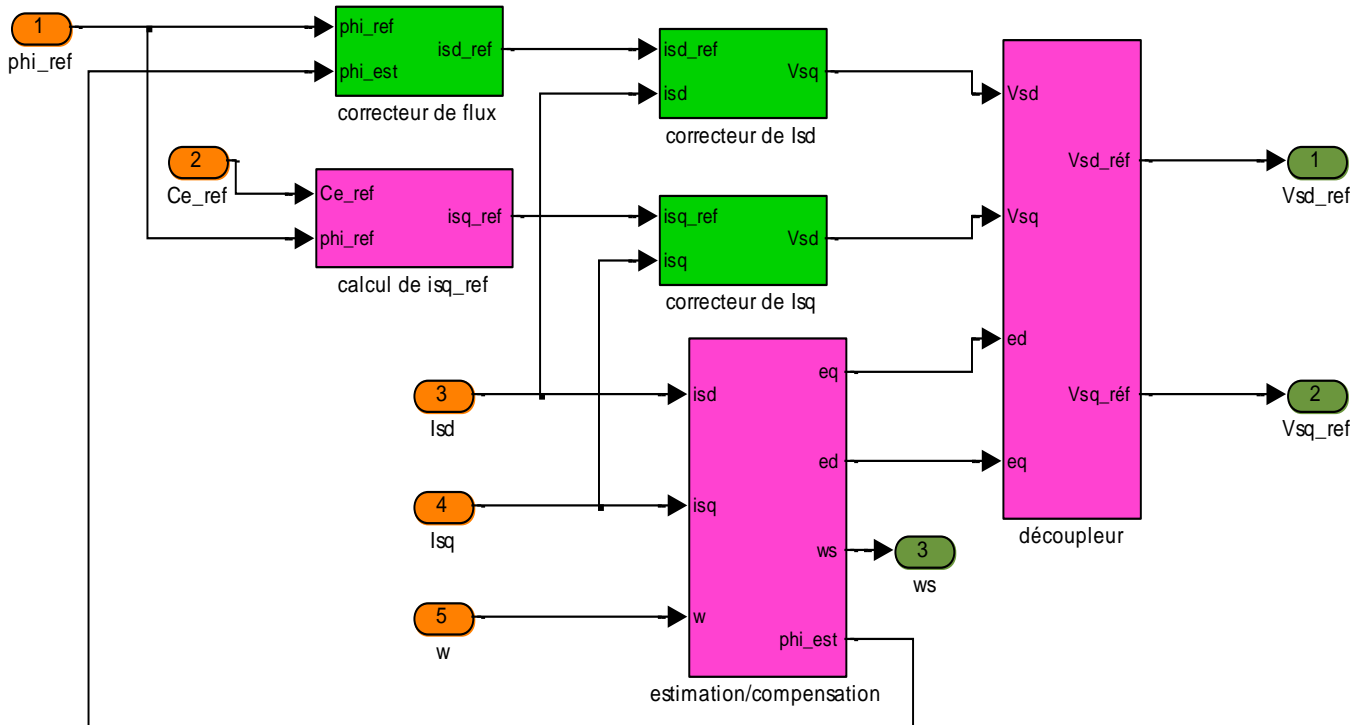 1
phi_ref
phi_ref
phi_est
isd_ref
correcteur de flux
isd_ref
isd
Vsq
correcteur de Isd
2
Ce_ref
Ce_ref
phi_ref
isq_ref
calcul de isq_ref
isq_ref
isq
Vsd
correcteur de Isq
Vsd
Vsq
ed
eq
Vsd_réf
Vsq_réf
découpleur
1
Vsd_ref
2
Vsq_ref
3
Isd
4
Isq
5
w
isd
isq
w
eq
ed
ws
phi_est
estimation/compensation
3
ws